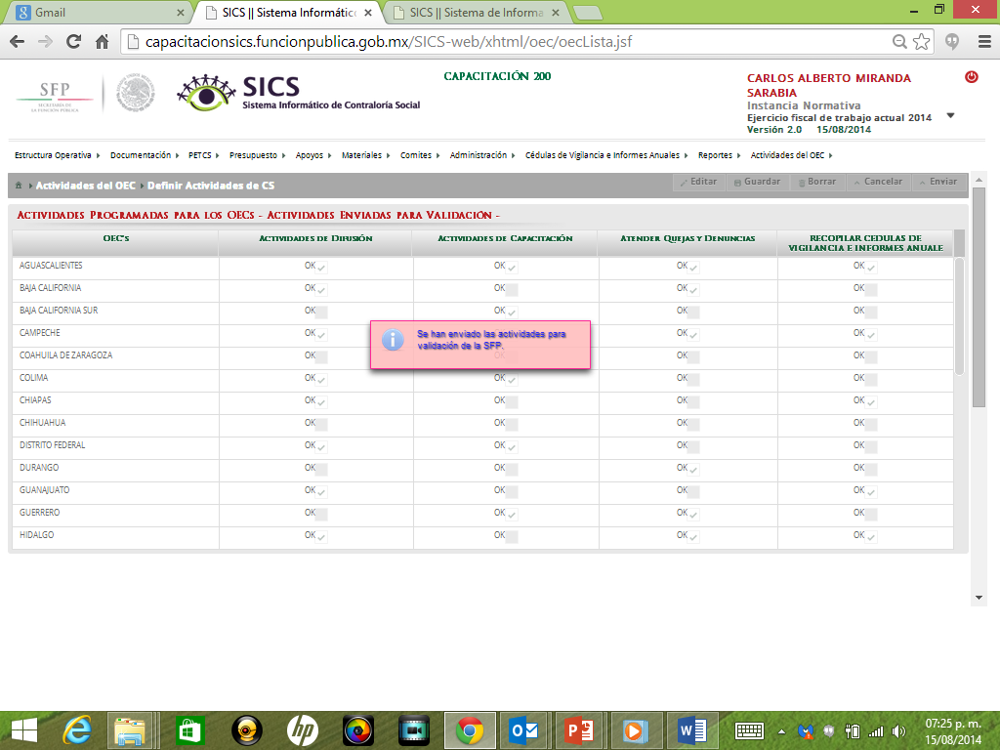 Gmail
SICS || Sistema Informátic
SICS || Sistema de Informa
capacitacionsics.funcionpublica.gob.mx/SICS-web/xhtml/oec/oecLista.jsf
SFP
SECRETARÍA DE
LA FUNCIÓN PÚBLICA
SICS
Sistema Informático de Contraloría Social
CAPACITACIÓN 200
CARLOS ALBERTO MIRANDA
SARABIA
Instancia Normativa
Ejercicio fiscal de trabajo actual 2014
Versión 2.0 15/08/2014
Estructura Operativa Documentación PETCS Presupuesto Apoyos Materiales Comites Administración Cédulas de Vigilancia e Informes Anuales Reportes Actividades del OEC
Actividades del OEC Definir Actividades de CS
Editar Guardar Borrar Cancelar Enviar
Actividades Programadas para los OECs - Actividades Enviadas para Validación -
OEC's Actividades de Difusión Actividades de Capacitación Atender Quejas y Denuncias RECOPILAR CEDULAS DE
VIGILANCIA E INFORMES ANUALE
AGUASCALIENTES OK OK OK OK
BAJA CALIFORNIA OK OK OK OK
BAJA CALIFORNIA SUR OK OK OK OK
CAMPECHE OK OK OK
COAHUILA DE ZARAGOZA OK OK OK
COLIMA OK OK OK OK
CHIAPAS OK OK OK OK
CHIHUAHUA OK OK OK OK
DISTRITO FEDERAL OK OK OK OK
DURANGO OK OK OK OK
GUANAJUATO OK OK OK OK
GUERRERO OK OK OK OK
HIDALGO OK OK OK OK
Se han enviado las actividades para
validación de la SFP.
07:25 p. m.
15/08/2014